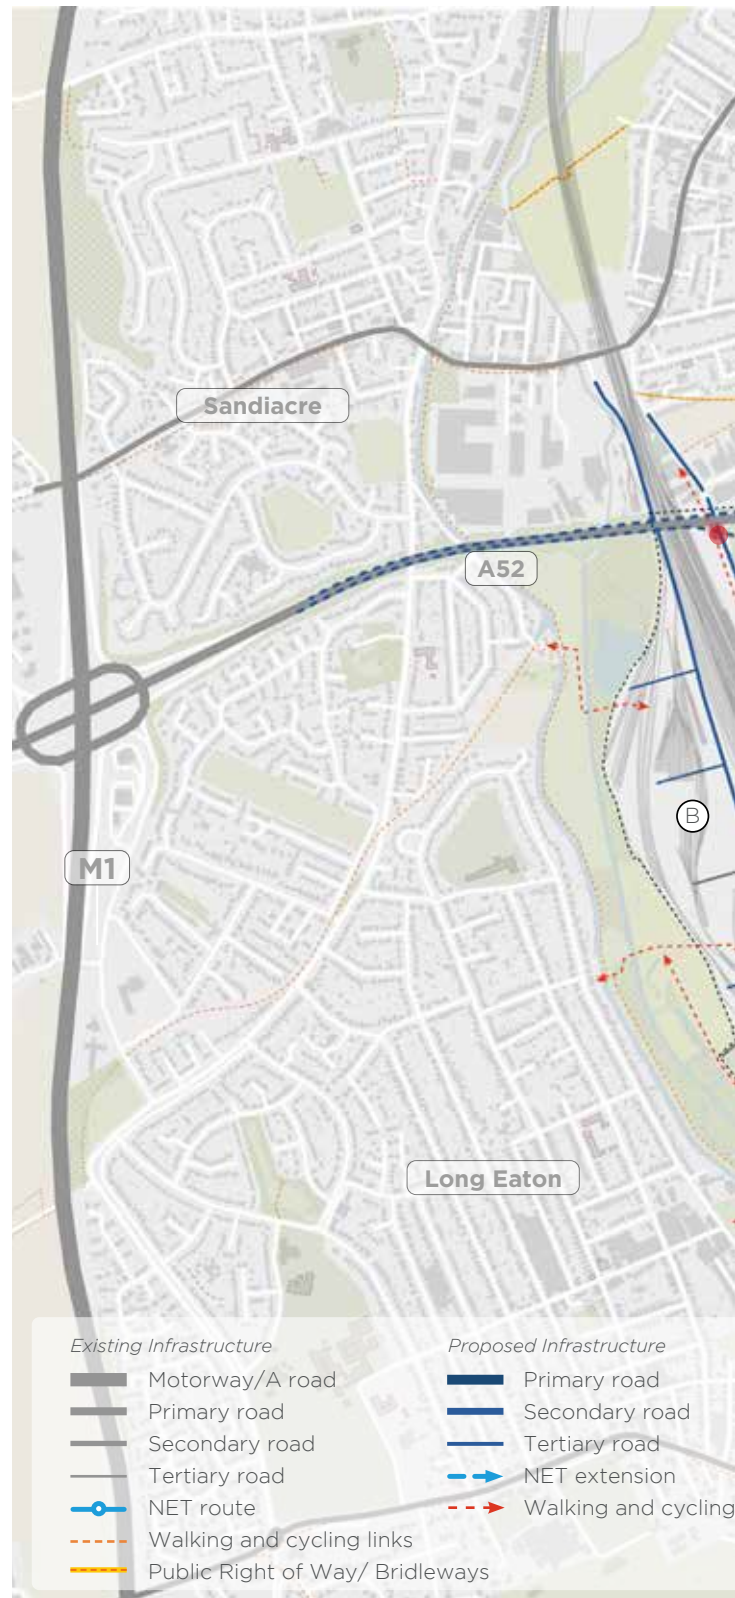 Sandiacre
A52
B
M1
Long Eaton
Existing Infrastructure
Motorway/A road
Primary road
Secondary road
Tertiary road
NET route
Walking and cycling links
Public Right of Way/ Bridleways
Proposed Infrastructure
Primary road
Secondary road
Tertiary road
NET extension
Walking and cycling